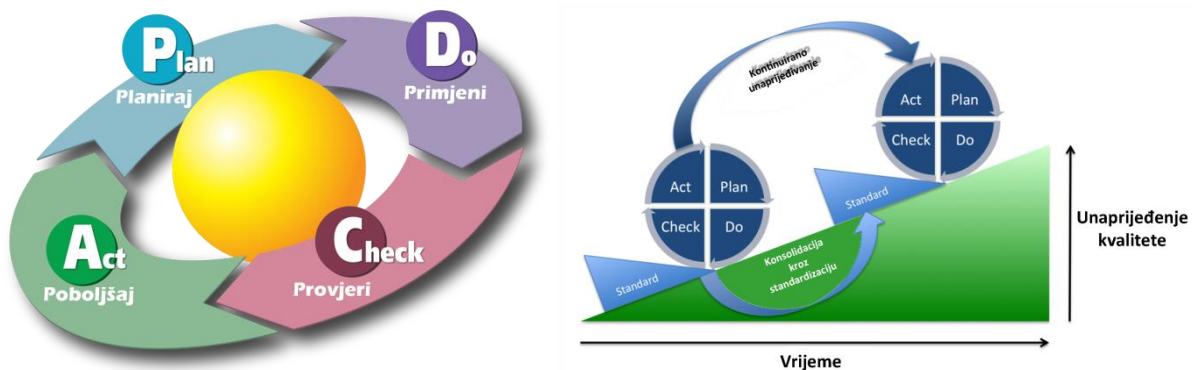 Plan
Planiraj
Do
Primjeni
Check
Provjeri
Act
Poboljšaj
Kontinuirano
unaprijeđivanje
Act
Plan
Check
Do
Act
Plan
Check
Do
Standard
Standard
Konsolidacija
kroz
standardizaciju
Unaprijeđenje
kvalitete
Vrijeme